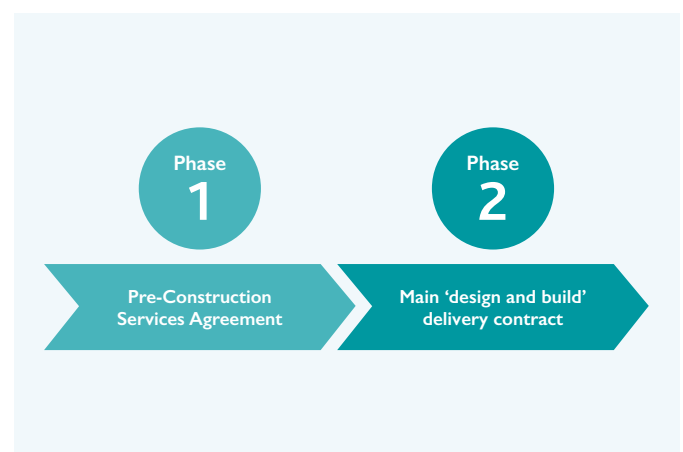 Phase
1
Phase
2
Pre-Construction
Services Agreement
Main ‘design and build’
delivery contract